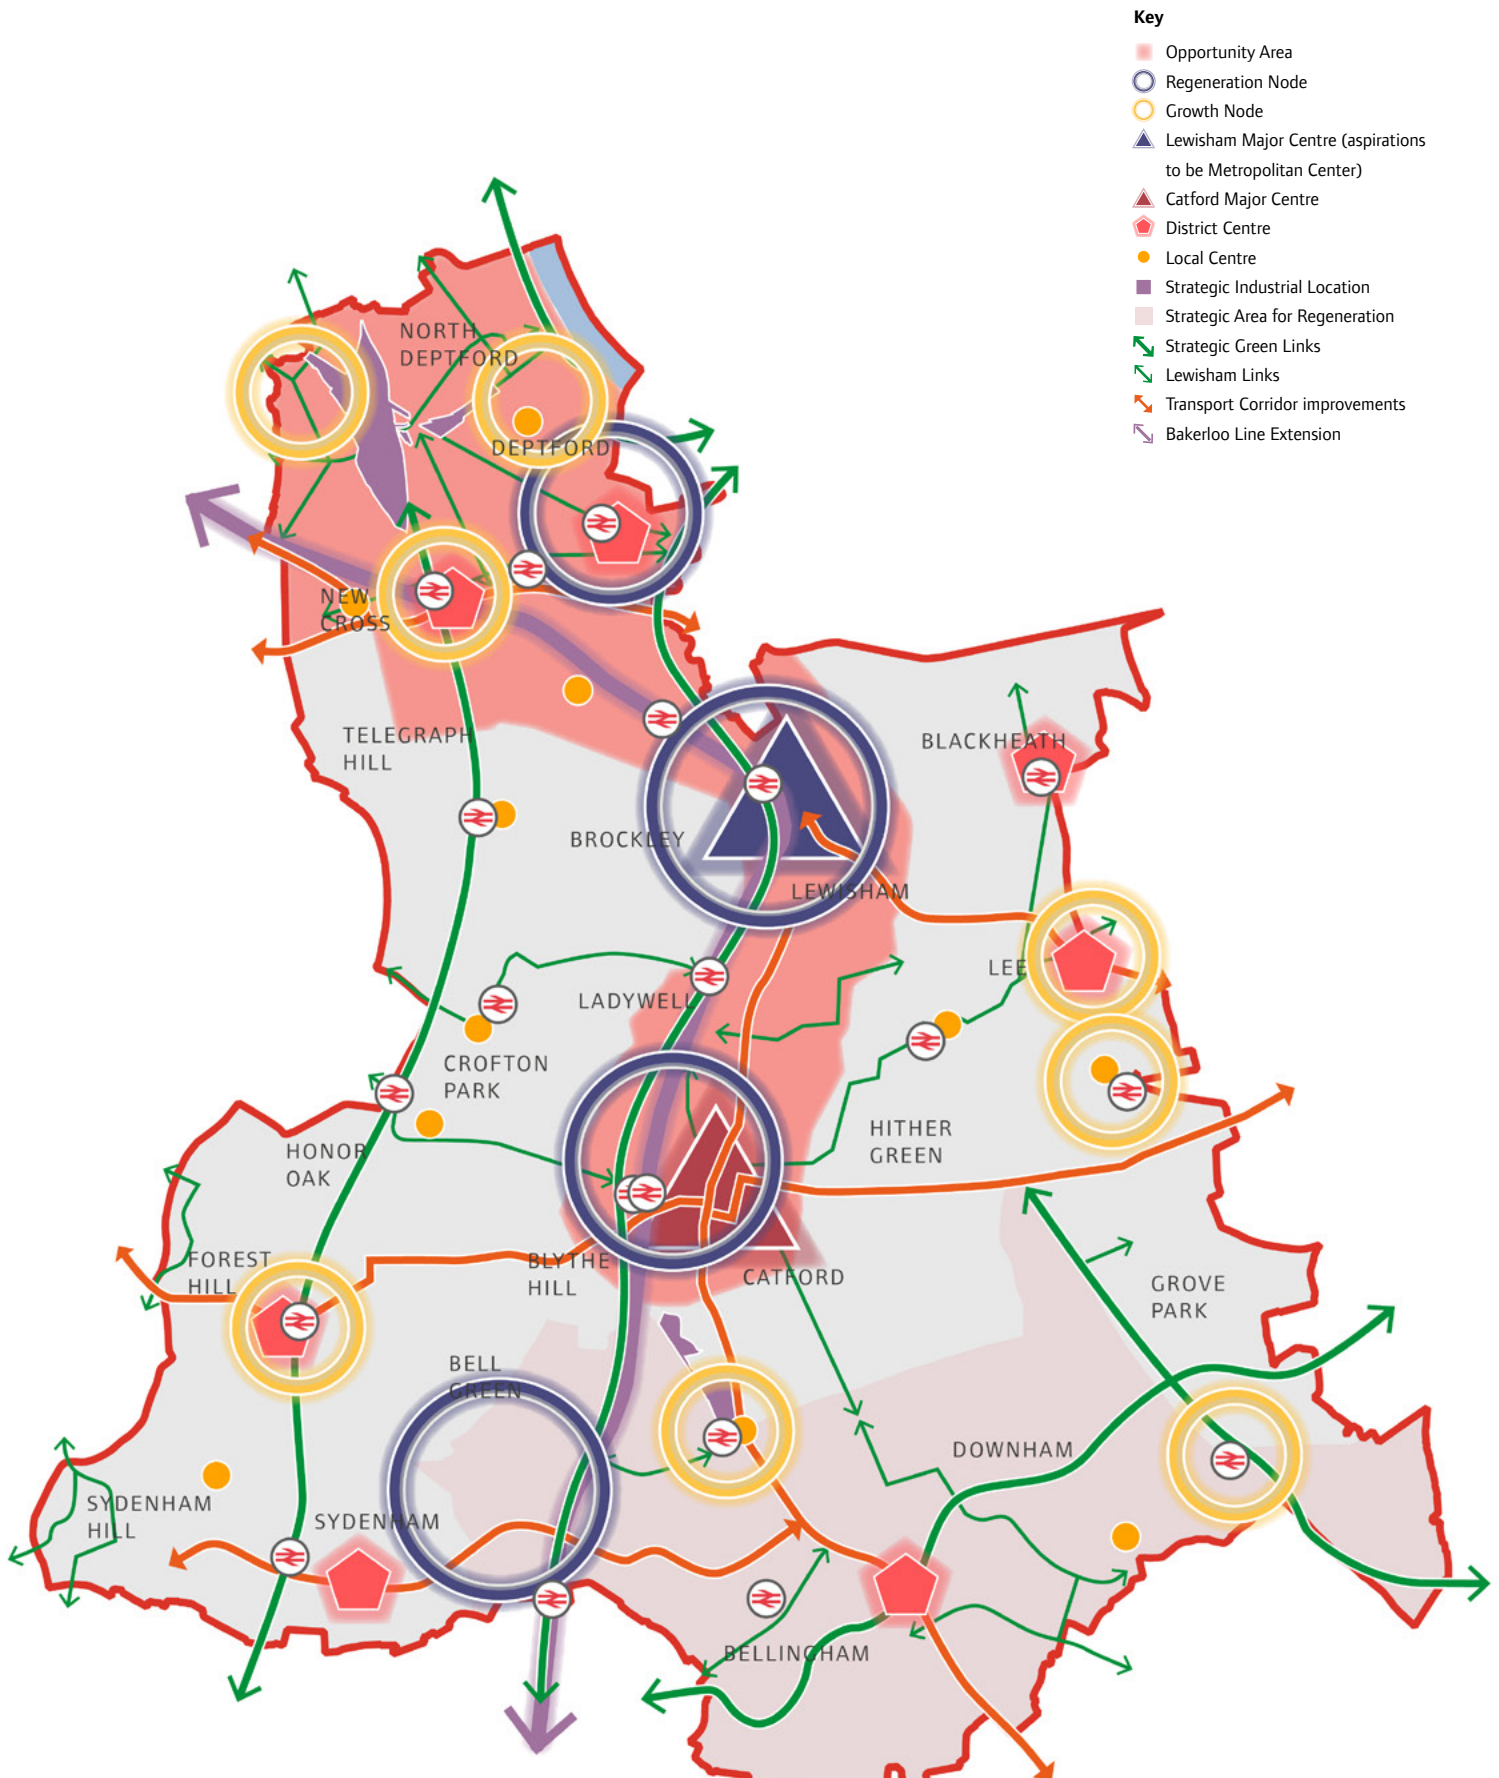 Key
Opportunity Area
Regeneration Node
Growth Node
Lewisham Major Centre (aspirations
to be Metropolitan Center)
Catford Major Centre
District Centre
Local Centre
Strategic Industrial Location
Strategic Area for Regeneration
Strategic Green Links
Lewisham Links
Transport Corridor improvements
Bakerloo Line Extension
NORTH
DEPTFORD
DEPTFORD
NEW
CROSS
TELEGRAPH
HILL
BLACKHEATH
BROCKLEY
LEWISHAM
LEE
LADYWELL
CROFTON
PARK
HITHER
GREEN
HONOR
OAK
FOREST
HILL
BLYTHE
HILL
CATFORD
GROVE
PARK
BELL
GREEN
DOWNHAM
SYDENHAM
HILL
SYDENHAM
BELLINGHAM